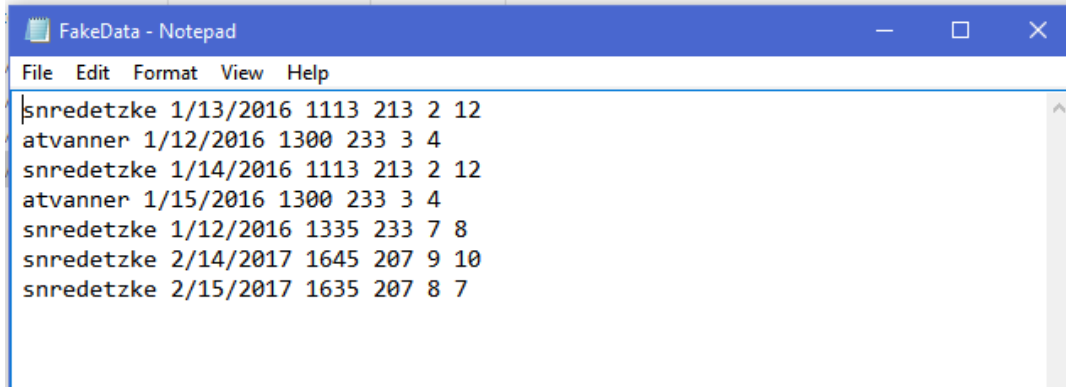 FakeData - Notepad
File Edit Format View Help
snredetzke 1/13/2016 1113 213 2 12
atvanner 1/12/2016 1300 233 3 4
snredetzke 1/14/2016 1113 213 2 12
atvanner 1/15/2016 1300 233 3 4
snredetzke 1/12/2016 1335 233 7 8
snredetzke 2/14/2017 1645 207 9 10
snredetzke 2/15/2017 1635 207 8 7